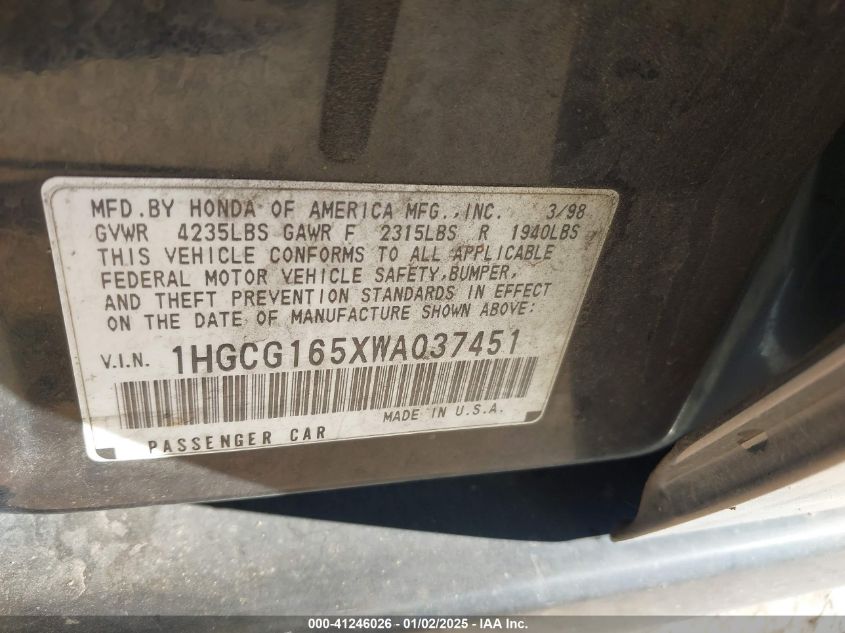 MFD.BY HONDA OF AMERICA MFG.,INC. 3/98
GVWR 4235LBS GAWR F 2315LBS R 1940LBS
THIS VEHICLE CONFORMS TO ALL APPLICABLE
FEDERAL MOTOR VEHICLE SAFETY,BUMPER,
AND THEFT PREVENTION STANDARDS IN EFFECT
ON THE DATE OF MANUFACTURE SHOWN ABOVE:
V.I.N. 1HGCG165XWA037451
MADE IN U.S.A.
PASSENGER CAR
000-41246026 - 01/02/2025 - IAA Inc.